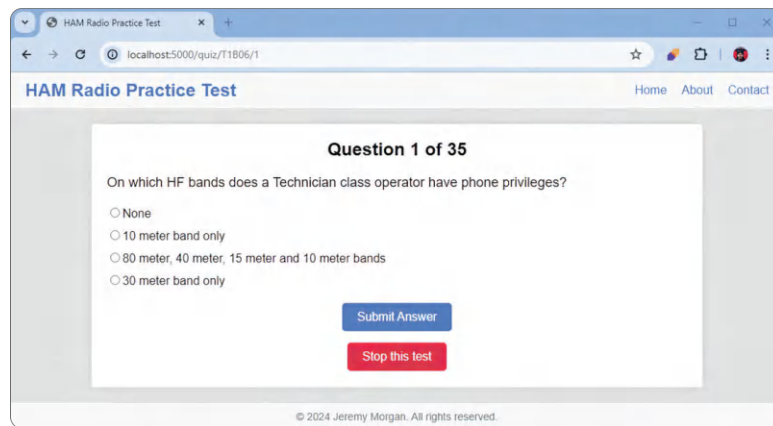 HAM Radio Practice Test
localhost:5000/quiz/T1B06/1
HAM Radio Practice Test
Home About Contact
Question 1 of 35
On which HF bands does a Technician class operator have phone privileges?
None
10 meter band only
80 meter, 40 meter, 15 meter and 10 meter bands
30 meter band only
Submit Answer
Stop this test
© 2024 Jeremy Morgan. All rights reserved.